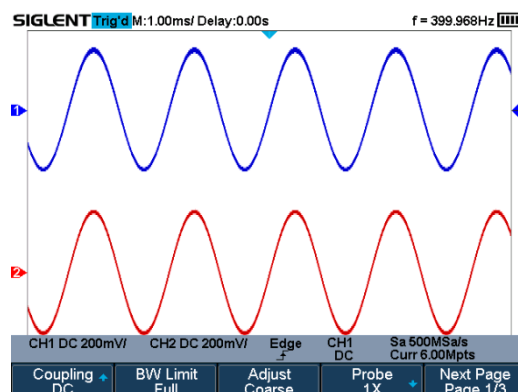 SIGLENT Trig'd M:1.00ms/ Delay:0.00s f = 399.968Hz
1
2
CH1 DC 200mV/ CH2 DC 200mV/ Edge CH1 Sa 500MSa/s
DC Curr 6.00Mpts
Coupling BW Limit Adjust Probe Next Page
DC Full Coarse 1X Page 1/3